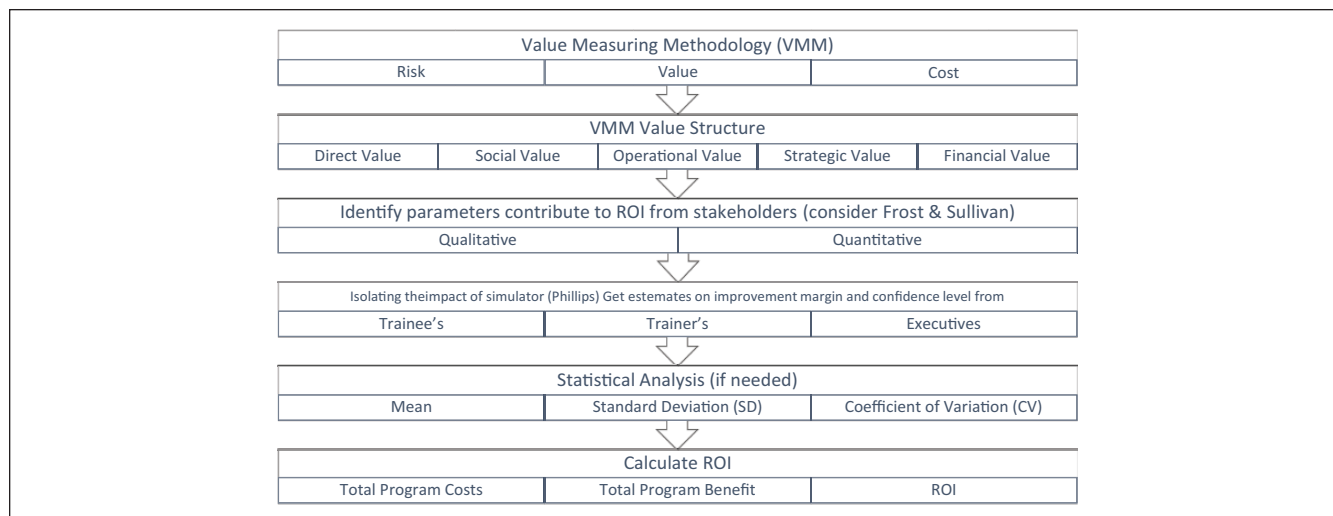 Value Measuring Methodology (VMM)
Risk Value Cost
VMM Value Structure
Direct Value Social Value Operational Value Strategic Value Financial Value
Identify parameters contribute to ROI from stakeholders (consider Frost & Sullivan)
Qualitative Quantitative
Isolating theimpact of simulator (Phillips) Get estemates on improvement margin and confidence level from
Trainee's Trainer's Executives
Statistical Analysis (if needed)
Mean Standard Deviation (SD) Coefficient of Variation (CV)
Calculate ROI
Total Program Costs Total Program Benefit ROI